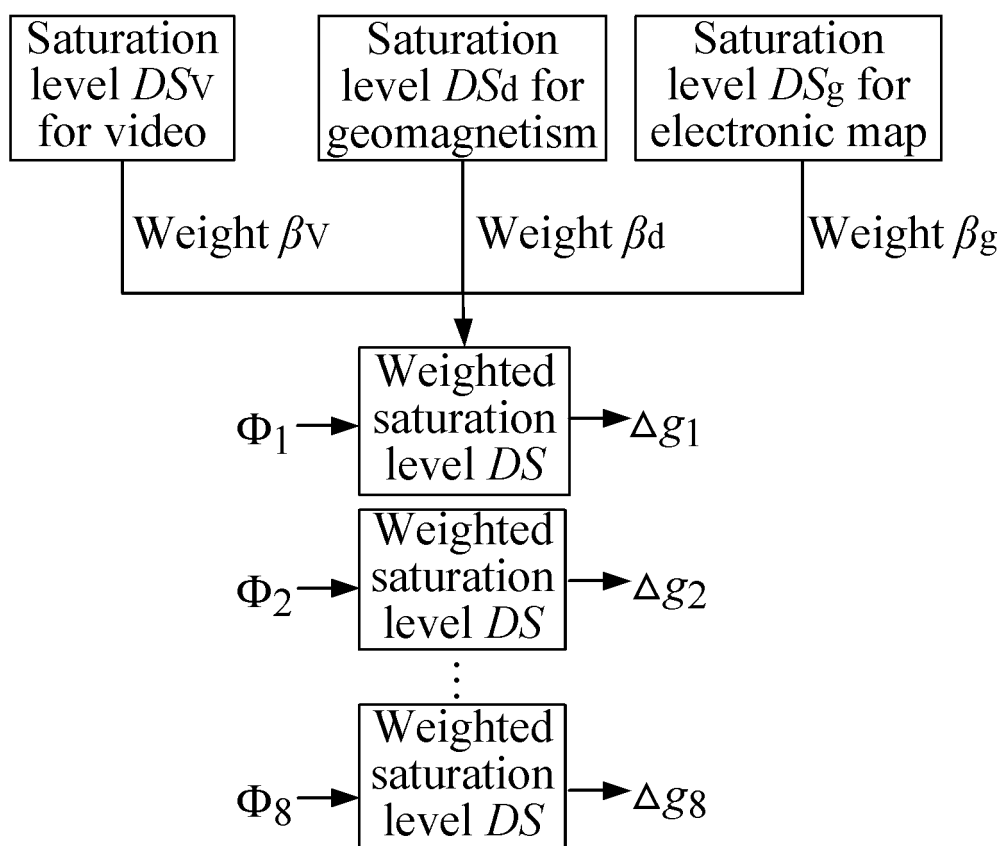 Saturation
level DSV
for video
Saturation
level DSd for
geomagnetism
Saturation
level DSg for
electronic map
Weight βV
Weight βd
Weight βg
Φ1
Weighted
saturation
level DS
Δg1
Φ2
Weighted
saturation
level DS
Δg2
⋮
Φ8
Weighted
saturation
level DS
Δg8